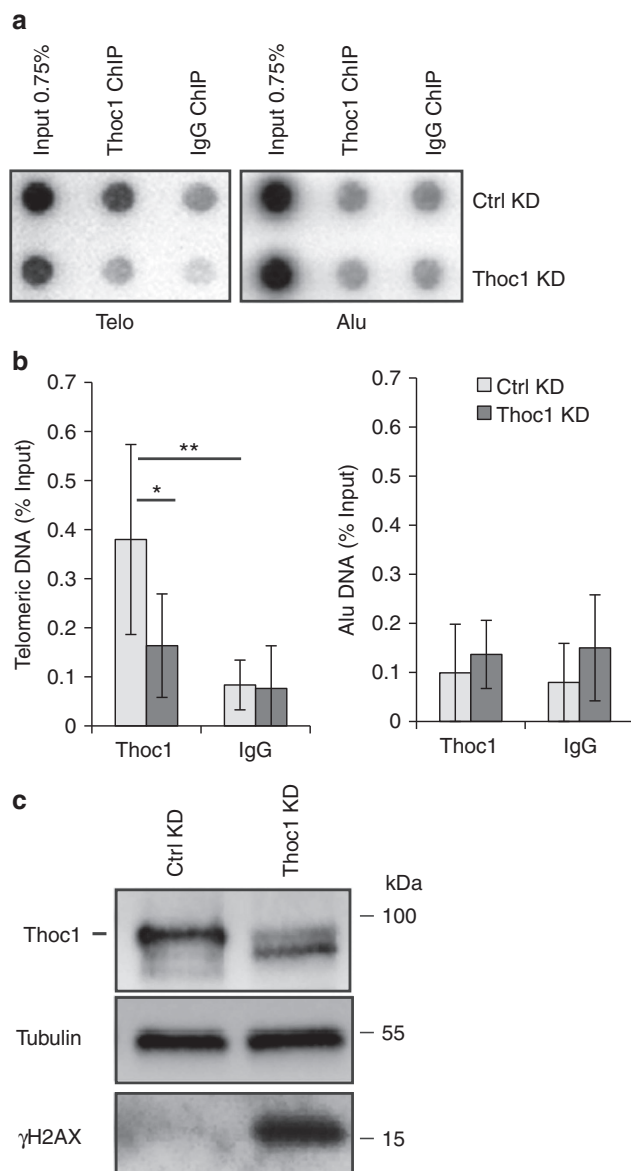 a
Input 0.75%
Thoc1 ChIP
IgG ChIP
Input 0.75%
Thoc1 ChIP
IgG ChIP
Ctrl KD
Thoc1 KD
Telo
Alu
b
Telomeric DNA (% Input)
0.7
0.6
0.5
0.4
0.3
0.2
0.1
0
**
*
Thoc1
IgG
Alu DNA (% Input)
0.7
0.6
0.5
0.4
0.3
0.2
0.1
0
Ctrl KD
Thoc1 KD
Thoc1
IgG
c
Ctrl KD
Thoc1 KD
kDa
Thoc1
100
Tubulin
55
γH2AX
15